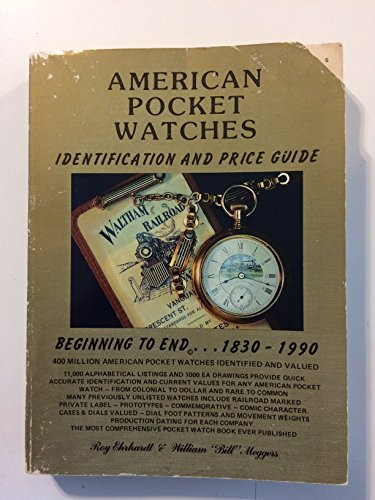 AMERICAN
POCKET
WATCHES
IDENTIFICATION AND PRICE GUIDE
WALTHAM
RAILROAD
VANGUARD
CRESCENT ST.
BEGINNING TO END... 1830-1990
©
400 MILLION AMERICAN POCKET WATCHES IDENTIFIED AND VALUED
11,000 ALPHABETICAL LISTINGS AND 1000 EA DRAWINGS PROVIDE QUICK
ACCURATE IDENTIFICATION AND CURRENT VALUES FOR ANY AMERICAN POCKET
WATCH — FROM COLONIAL TO DOLLAR AND RARE TO COMMON
MANY PREVIOUSLY UNLISTED WATCHES INCLUDE RAILROAD MARKED
PRIVATE LABEL – PROTOTYPES – COMMEMORATIVE – COMIC CHARACTER.
CASES & DIALS VALUED – DIAL FOOT PATTERNS AND MOVEMENT WEIGHTS
PRODUCTION DATING FOR EACH COMPANY
THE MOST COMPREHENSIVE POCKET WATCH BOOK EVER PUBLISHED
Roy Ehrhardt & William "Bill" Meggers